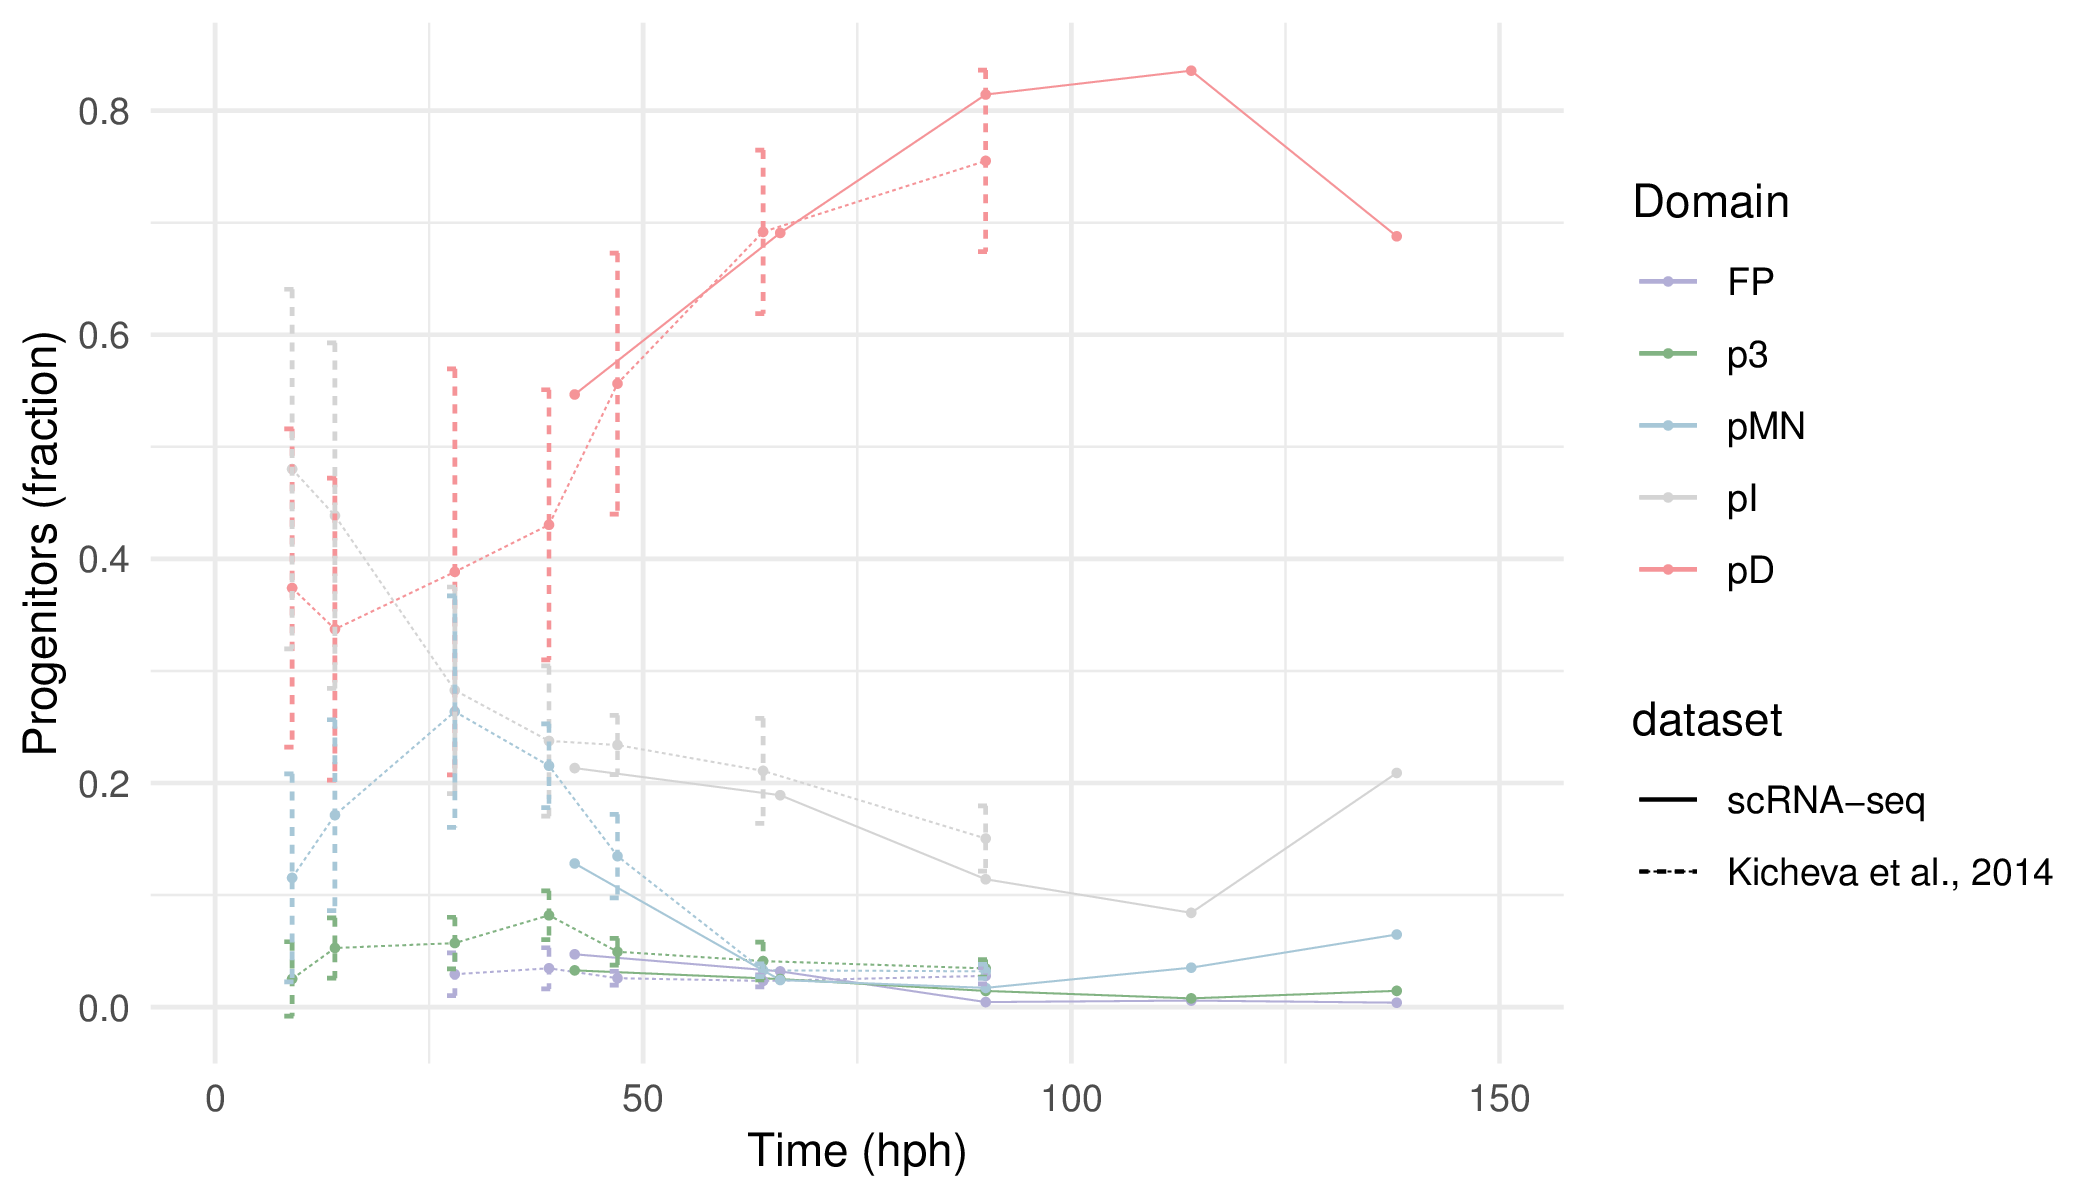 Progenitors (fraction)
0.8
0.6
0.4
0.2
0.0
0
50
100
150
Time (hph)
Domain
FP
p3
pMN
pI
pD
dataset
scRNA−seq
Kicheva et al., 2014